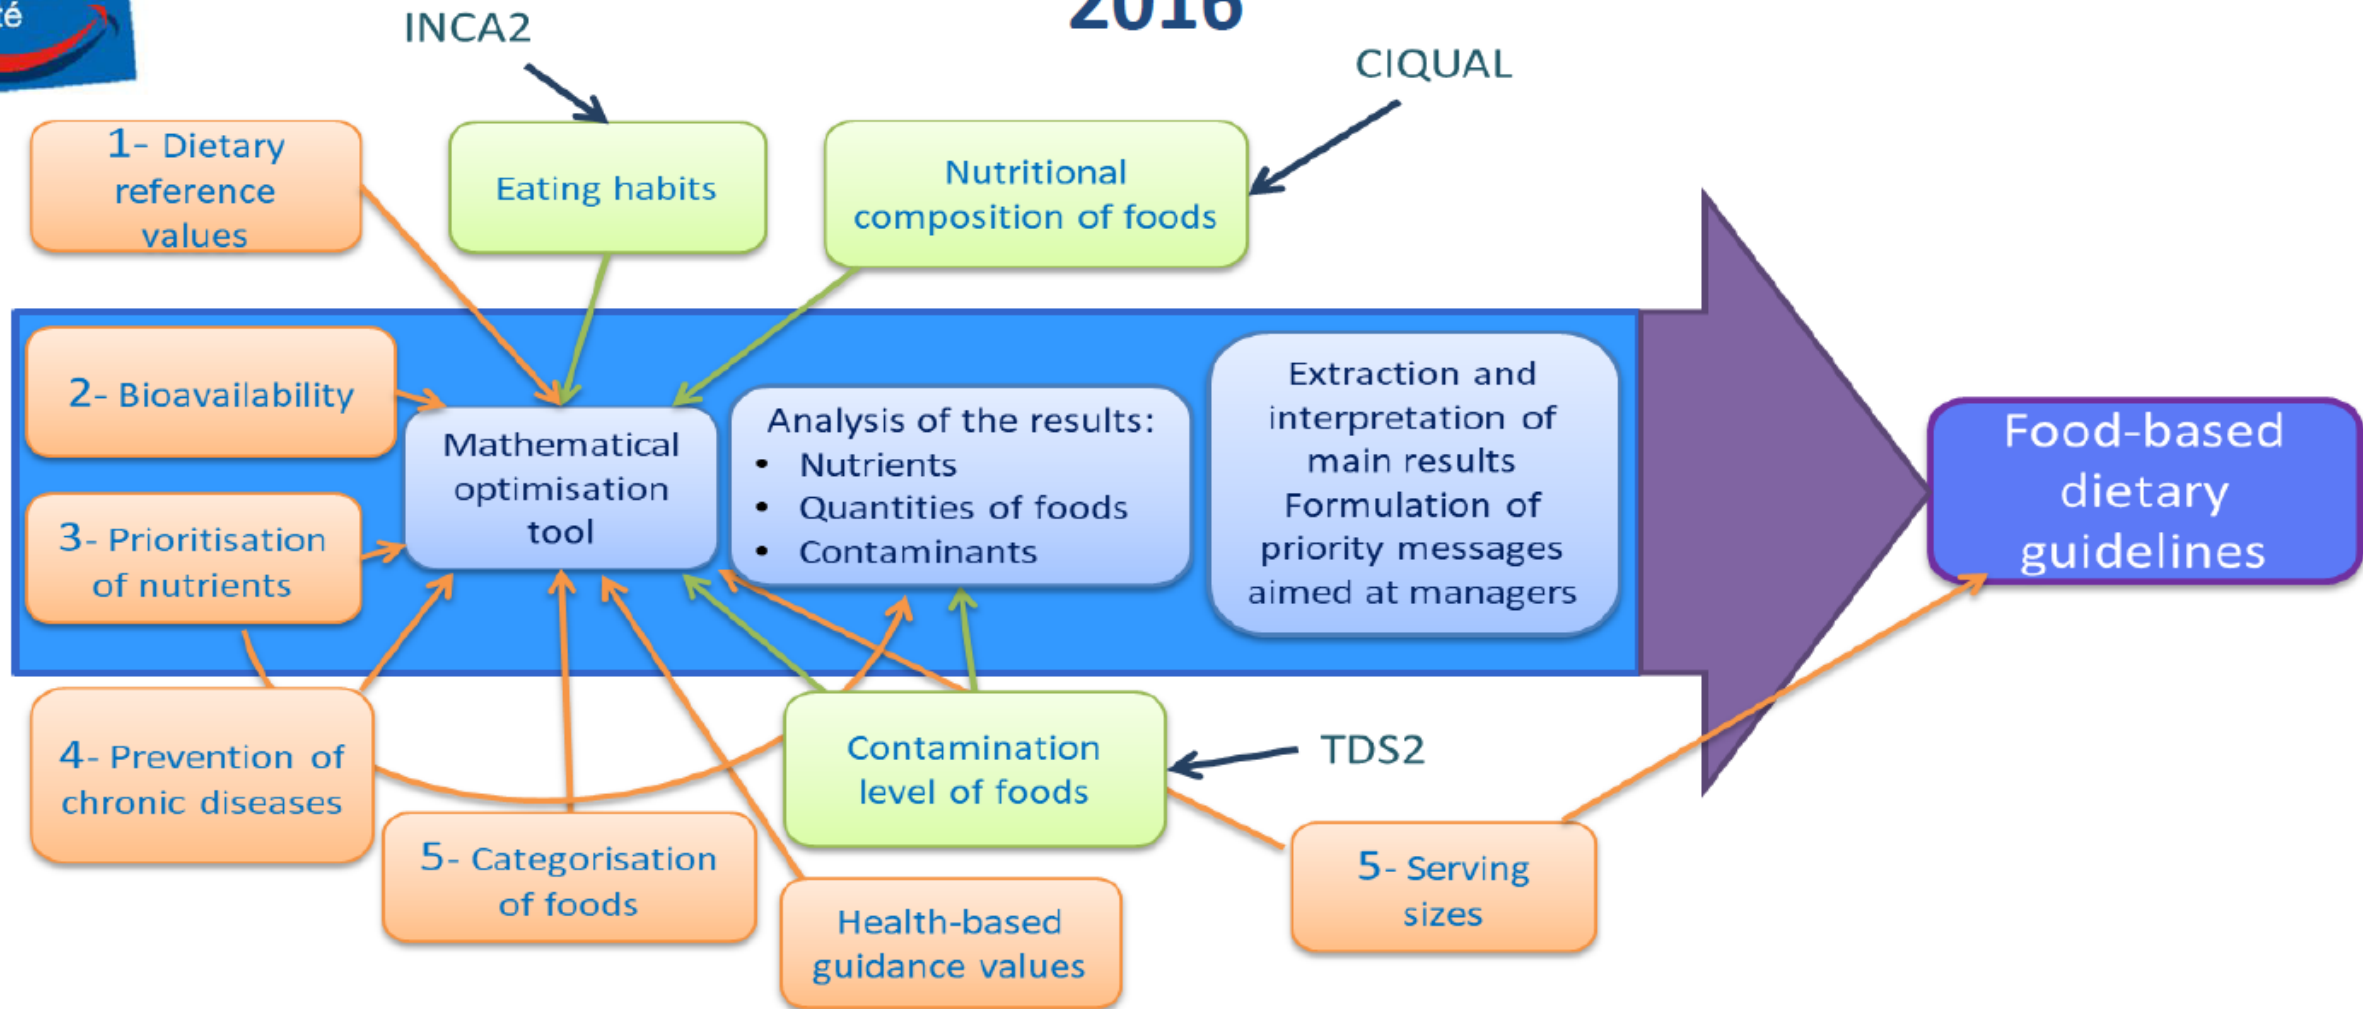 té
2016
INCA2
CIQUAL
1- Dietary
reference
values
Eating habits
Nutritional
composition of foods
2- Bioavailability
3- Prioritisation
of nutrients
Mathematical
optimisation
tool
Analysis of the results:
• Nutrients
• Quantities of foods
• Contaminants
Extraction and
interpretation of
main results
Formulation of
priority messages
aimed at managers
Food-based
dietary
guidelines
4- Prevention of
chronic diseases
5- Categorisation
of foods
Health-based
guidance values
Contamination
level of foods
TDS2
5- Serving
sizes